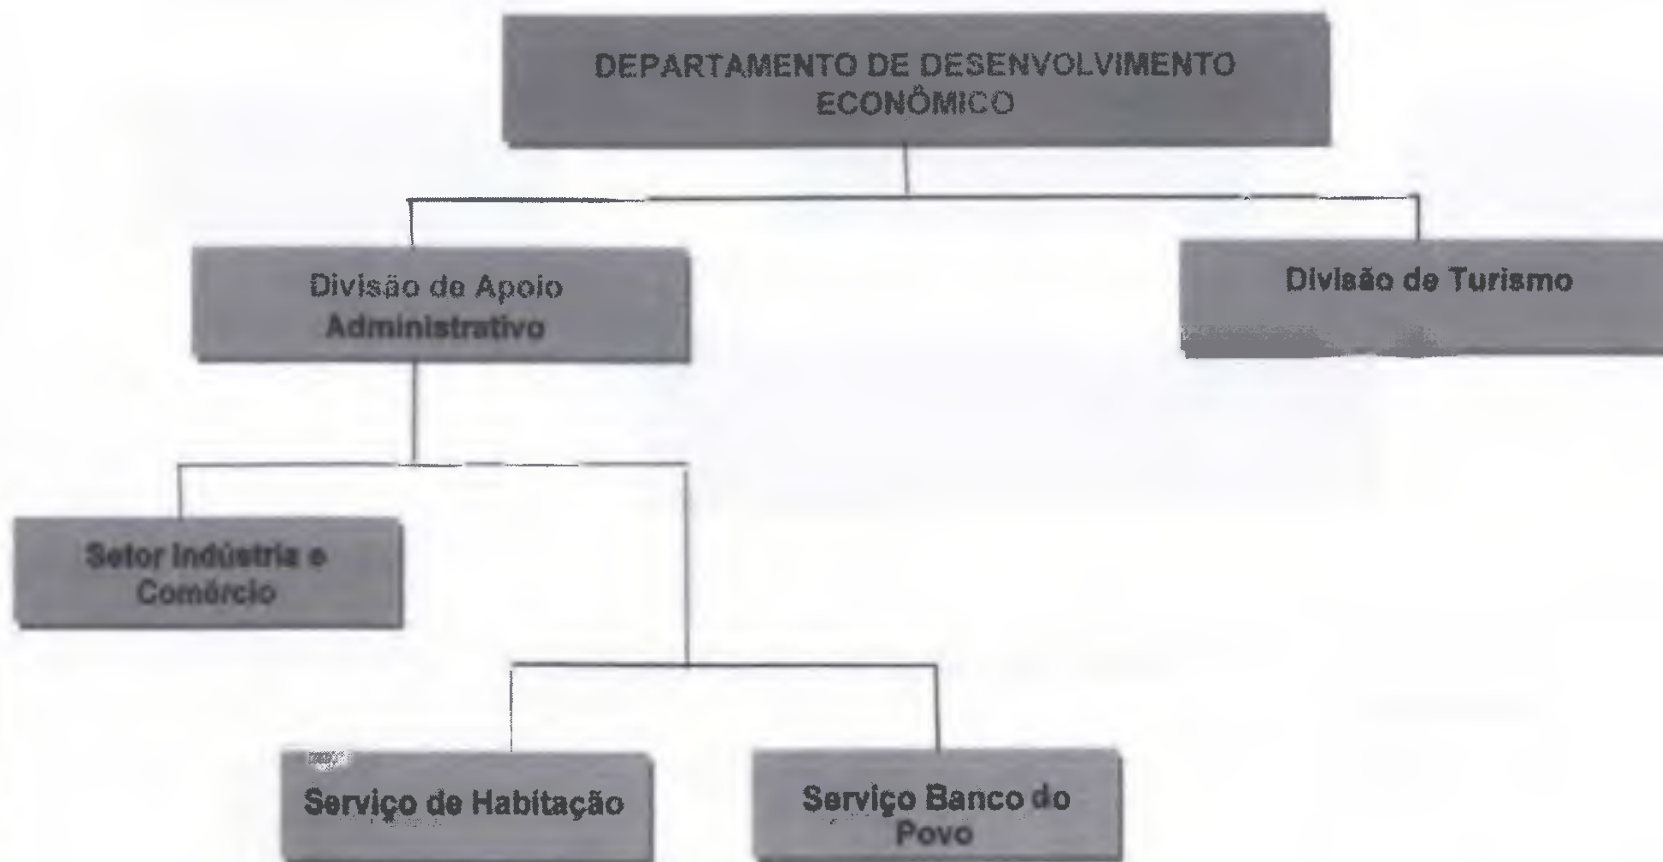 DEPARTAMENTO DE DESENVOLVIMENTO
ECONÔMICO
Divisão de Apoio
Administrativo
Divisão de Turismo
Setor Indústria e
Comércio
Serviço de Habitação
Serviço Banco do
Povo